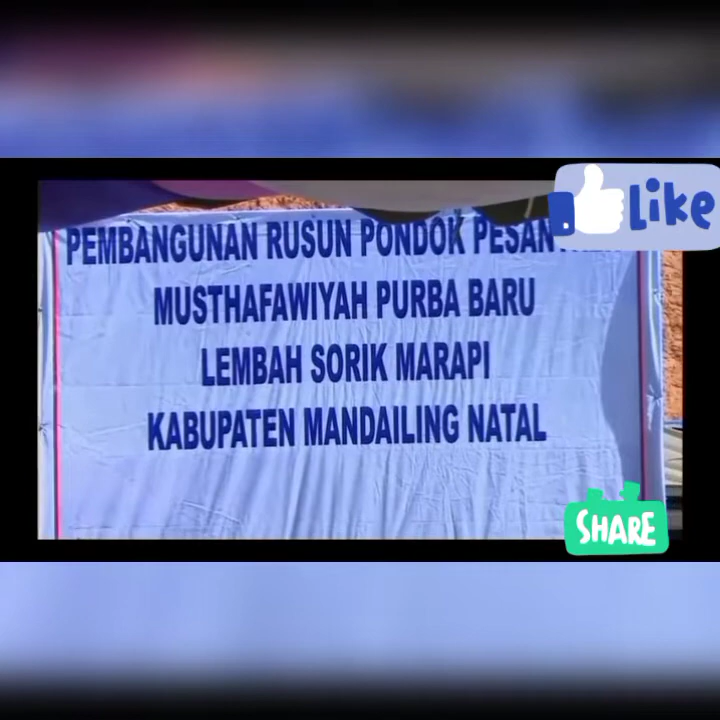 PEMBANGUNAN RUSUN PONDOK
MUSTHAFAWIYAH PURBA BARU
LEMBAH SORIK MARAPI
KABUPATEN MANDAILING NATAL
Like
SHARE